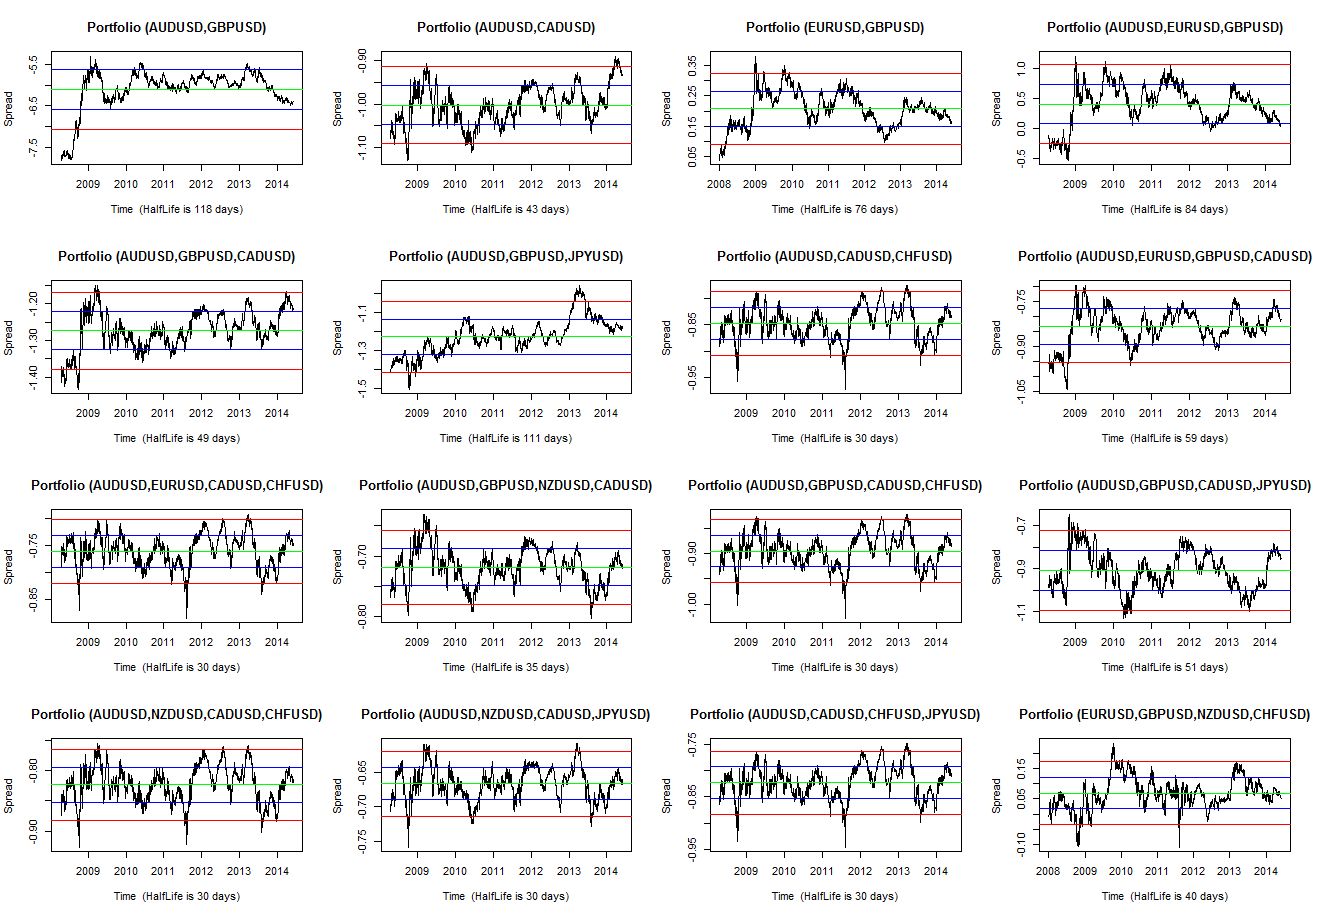 Portfolio (AUDUSD,GBPUSD)
Spread
-5.5
-6.5
-7.5
2009 2010 2011 2012 2013 2014
Time (HalfLife is 118 days)
Portfolio (AUDUSD,CADUSD)
Spread
-0.90
-1.00
-1.10
2009 2010 2011 2012 2013 2014
Time (HalfLife is 43 days)
Portfolio (EURUSD,GBPUSD)
Spread
0.35
0.25
0.15
0.05
2008 2009 2010 2011 2012 2013 2014
Time (HalfLife is 76 days)
Portfolio (AUDUSD,EURUSD,GBPUSD)
Spread
1.0
0.5
0.0
-0.5
2009 2010 2011 2012 2013 2014
Time (HalfLife is 84 days)
Portfolio (AUDUSD,GBPUSD,CADUSD)
Spread
-1.20
-1.30
-1.40
2009 2010 2011 2012 2013 2014
Time (HalfLife is 49 days)
Portfolio (AUDUSD,GBPUSD,JPYUSD)
Spread
-1.1
-1.3
-1.5
2009 2010 2011 2012 2013 2014
Time (HalfLife is 111 days)
Portfolio (AUDUSD,CADUSD,CHFUSD)
Spread
-0.85
-0.95
2009 2010 2011 2012 2013 2014
Time (HalfLife is 30 days)
Portfolio (AUDUSD,EURUSD,GBPUSD,CADUSD)
Spread
-0.75
-0.90
-1.05
2009 2010 2011 2012 2013 2014
Time (HalfLife is 59 days)
Portfolio (AUDUSD,EURUSD,CADUSD,CHFUSD)
Spread
-0.75
-0.85
2009 2010 2011 2012 2013 2014
Time (HalfLife is 30 days)
Portfolio (AUDUSD,GBPUSD,NZDUSD,CADUSD)
Spread
-0.70
-0.80
2009 2010 2011 2012 2013 2014
Time (HalfLife is 35 days)
Portfolio (AUDUSD,GBPUSD,CADUSD,CHFUSD)
Spread
-0.90
-1.00
2009 2010 2011 2012 2013 2014
Time (HalfLife is 30 days)
Portfolio (AUDUSD,GBPUSD,CADUSD,JPYUSD)
Spread
-0.7
-0.9
-1.1
2009 2010 2011 2012 2013 2014
Time (HalfLife is 51 days)
Portfolio (AUDUSD,NZDUSD,CADUSD,CHFUSD)
Spread
-0.80
-0.90
2009 2010 2011 2012 2013 2014
Time (HalfLife is 30 days)
Portfolio (AUDUSD,NZDUSD,CADUSD,JPYUSD)
Spread
-0.65
-0.70
-0.75
2009 2010 2011 2012 2013 2014
Time (HalfLife is 30 days)
Portfolio (AUDUSD,CADUSD,CHFUSD,JPYUSD)
Spread
-0.75
-0.85
-0.95
2009 2010 2011 2012 2013 2014
Time (HalfLife is 30 days)
Portfolio (EURUSD,GBPUSD,NZDUSD,CHFUSD)
Spread
0.15
0.05
-0.10
2008 2009 2010 2011 2012 2013 2014
Time (HalfLife is 40 days)